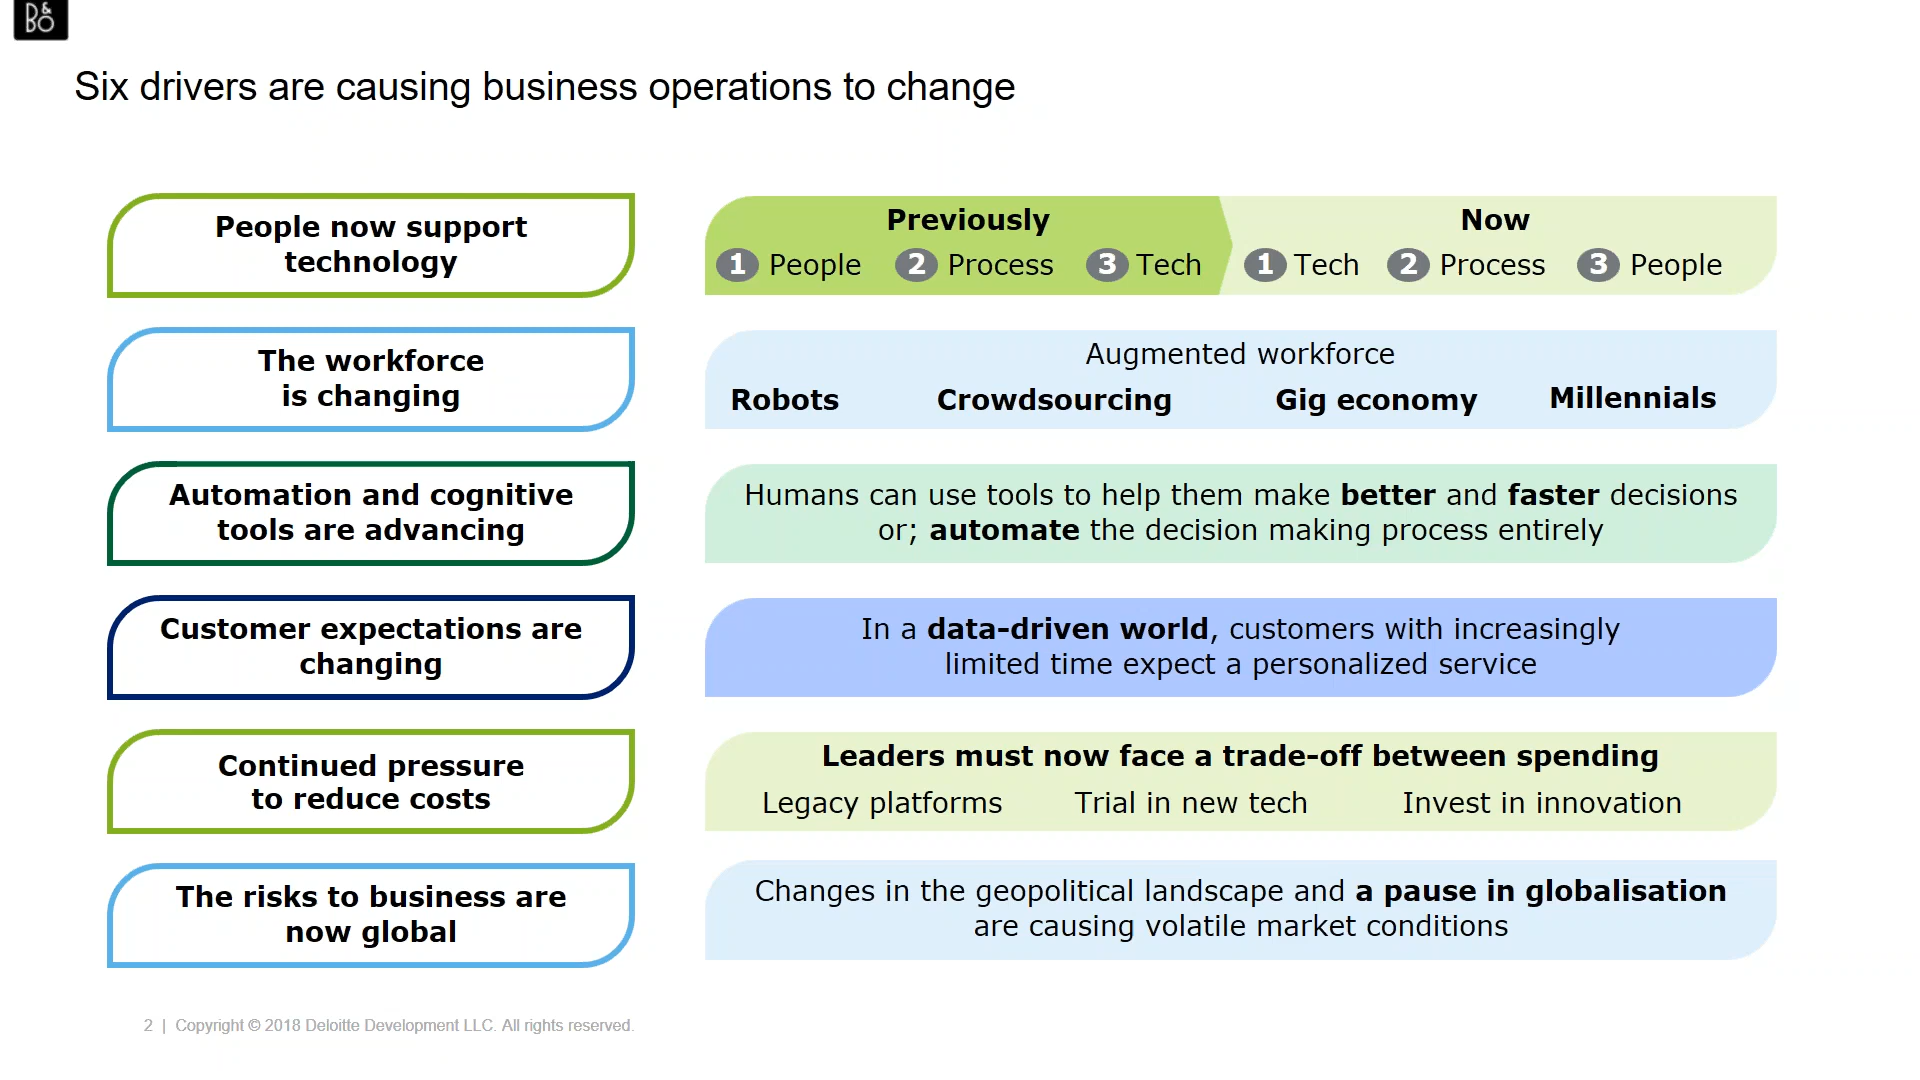 B&O
Six drivers are causing business operations to change
People now support
technology
Previously
1 People 2 Process 3 Tech
Now
1 Tech 2 Process 3 People
The workforce
is changing
Augmented workforce
Robots Crowdsourcing Gig economy Millennials
Automation and cognitive
tools are advancing
Humans can use tools to help them make better and faster decisions
or; automate the decision making process entirely
Customer expectations are
changing
In a data-driven world, customers with increasingly
limited time expect a personalized service
Continued pressure
to reduce costs
Leaders must now face a trade-off between spending
Legacy platforms Trial in new tech Invest in innovation
The risks to business are
now global
Changes in the geopolitical landscape and a pause in globalisation
are causing volatile market conditions
2 | Copyright © 2018 Deloitte Development LLC. All rights reserved.